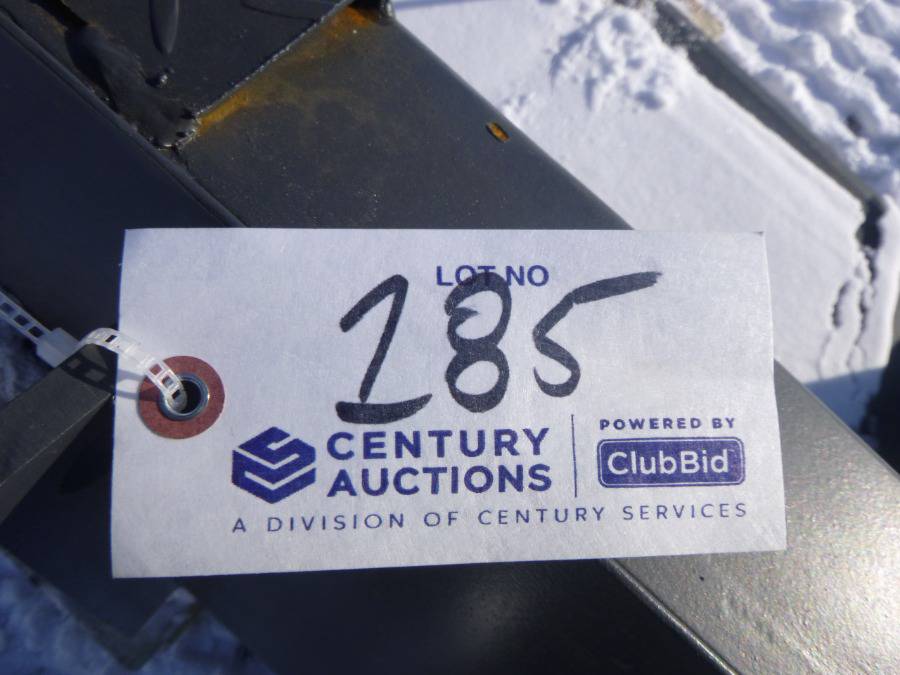 LOT NO
185
CENTURY
AUCTIONS
POWERED BY
ClubBid
A DIVISION OF CENTURY SERVICES